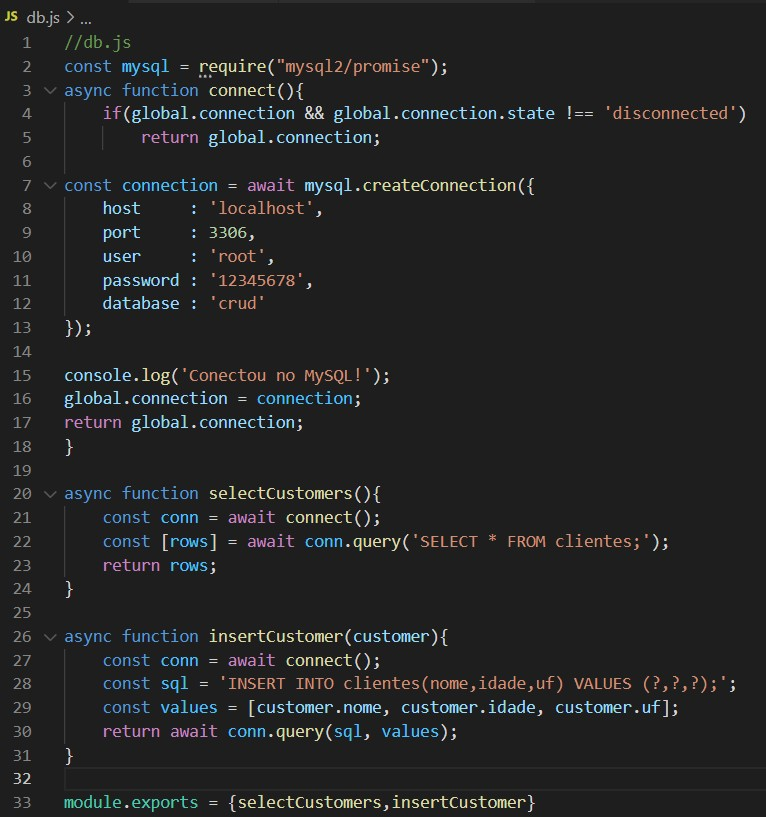 JS db.js > ...
1 //db.js
2 const mysql = require("mysql2/promise");
3 async function connect(){
4     if(global.connection && global.connection.state !== 'disconnected')
5         return global.connection;
6
7 const connection = await mysql.createConnection({
8     host     : 'localhost',
9     port     : 3306,
10     user     : 'root',
11     password : '12345678',
12     database : 'crud'
13 });
14
15 console.log('Conectou no MySQL!');
16 global.connection = connection;
17 return global.connection;
18 }
19
20 async function selectCustomers(){
21     const conn = await connect();
22     const [rows] = await conn.query('SELECT * FROM clientes;');
23     return rows;
24 }
25
26 async function insertCustomer(customer){
27     const conn = await connect();
28     const sql = 'INSERT INTO clientes(nome,idade,uf) VALUES (?,?,?);';
29     const values = [customer.nome, customer.idade, customer.uf];
30     return await conn.query(sql, values);
31 }
32
33 module.exports = {selectCustomers,insertCustomer}